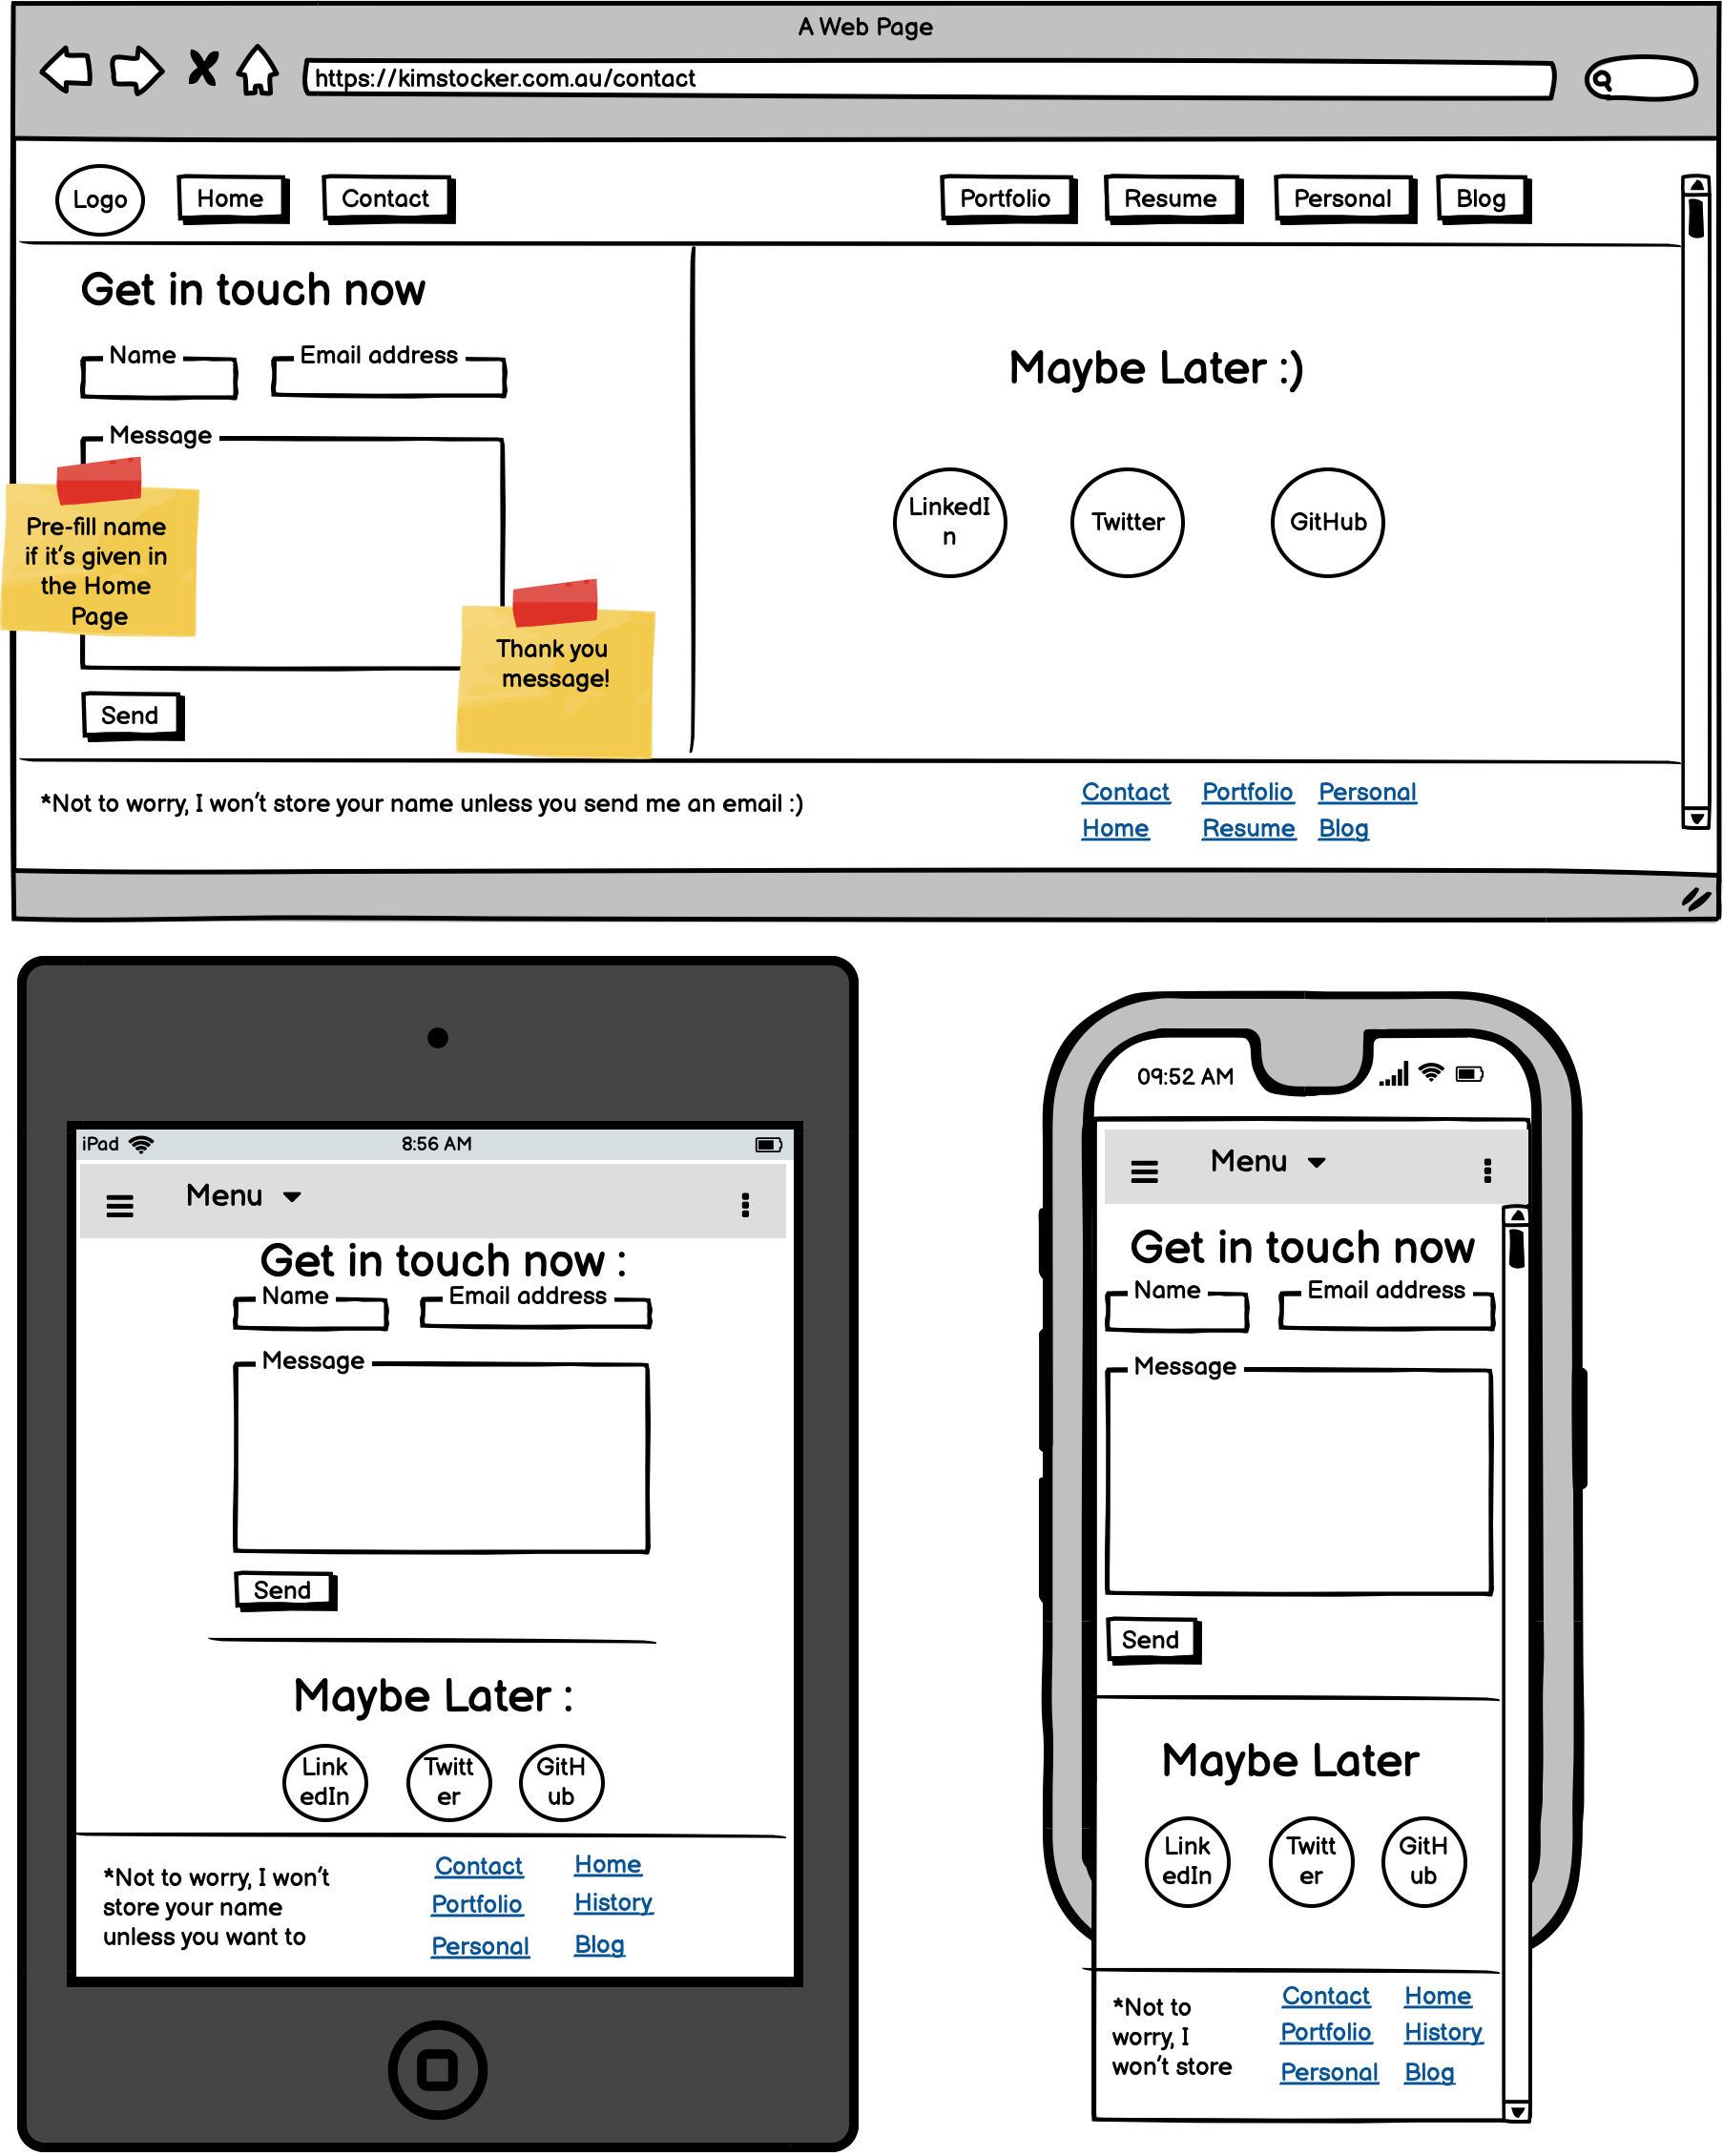 A Web Page
https://kimstocker.com.au/contact
Logo Home Contact Portfolio Resume Personal Blog
Get in touch now
Name Email address
Message
Pre-fill name
if it's given in
the Home
Page
Thank you
message!
Send
Maybe Later :)
LinkedI
n
Twitter
GitHub
*Not to worry, I won't store your name unless you send me an email :)
Contact Portfolio Personal
Home Resume Blog
iPad 8:56 AM
Menu
Get in touch now :
Name Email address
Message
Send
Maybe Later :
Link
edIn
Twitt
er
GitH
ub
*Not to worry, I won't
store your name
unless you want to
Contact Home
Portfolio History
Personal Blog
09:52 AM
Menu
Get in touch now
Name Email address
Message
Send
Maybe Later
Link
edIn
Twitt
er
GitH
ub
*Not to
worry, I
won't store
Contact Home
Portfolio History
Personal Blog